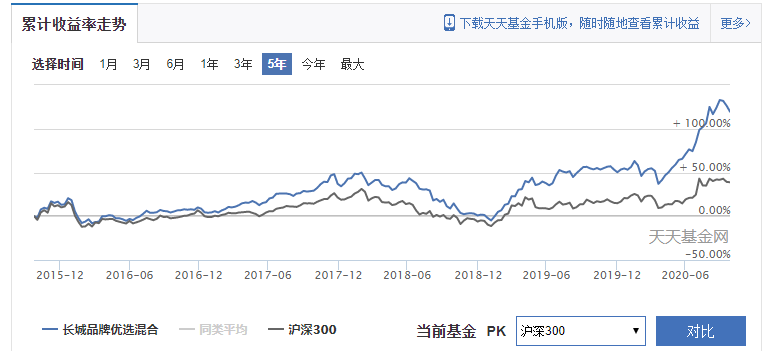 累计收益率走势
下载天天基金手机版，随时随地查看累计收益 更多>
选择时间 1月 3月 6月 1年 3年 5年 今年 最大
+ 100.00%
+ 50.00%
0.00%
天天基金网
-50.00%
2015-12 2016-06 2016-12 2017-06 2017-12 2018-06 2018-12 2019-06 2019-12 2020-06
长城品牌优选混合 同类平均 沪深300 当前基金 PK 沪深300 对比